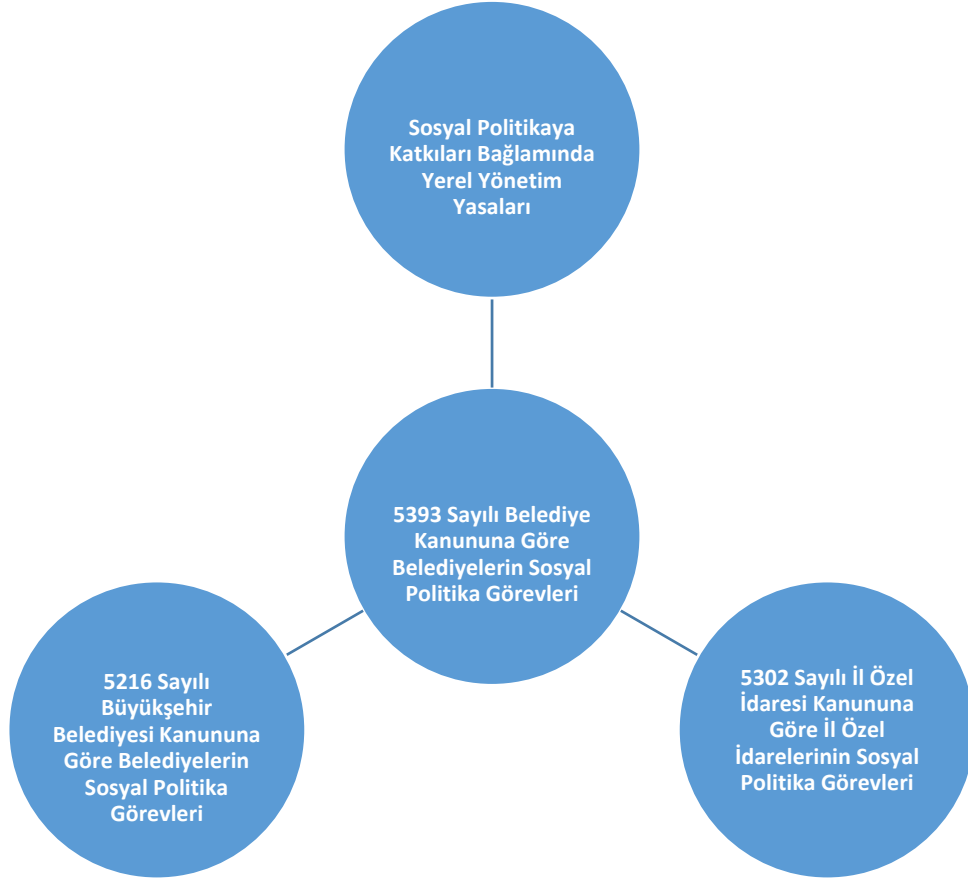 Sosyal Politikaya
Katkıları Bağlamında
Yerel Yönetim
Yasaları
5393 Sayılı Belediye
Kanununa Göre
Belediyelerin Sosyal
Politika Görevleri
5216 Sayılı
Büyükşehir
Belediyesi Kanununa
Göre Belediyelerin
Sosyal Politika
Görevleri
5302 Sayılı İl Özel
İdaresi Kanununa
Göre İl Özel
İdarelerinin Sosyal
Politika Görevleri